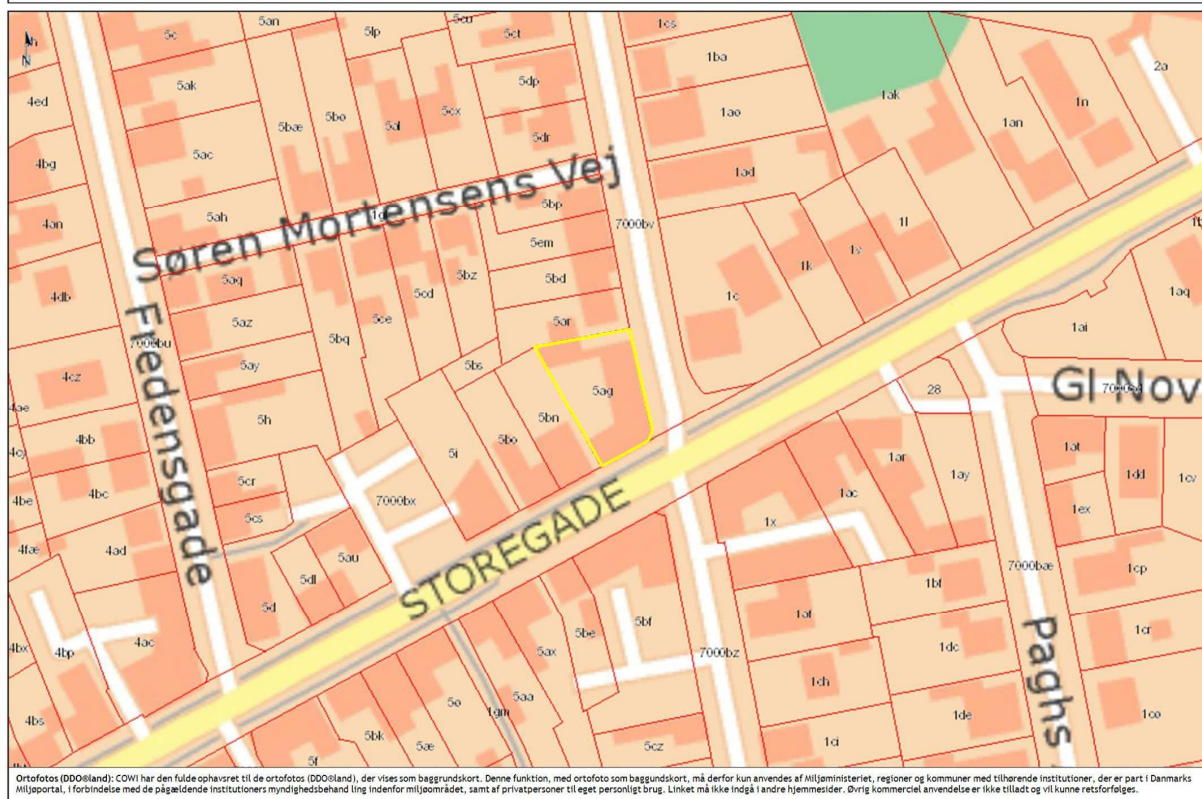 5c
5an
5lp
5cu
5ct
1cs
1ba
2a
4ed
5ak
5bæ
5bo
5al
5cx
5dp
1ao
1ak
1n
1an
4bg
5ac
5dr
1ad
N
4an
5ah
Søren Mortensens Vej
5bp
7000bv
1l
1v
5em
4db
5aq
5cd
5bz
5bd
1k
1c
1aq
5az
5ce
5ar
1ai
7000bu
5bq
Fredensgade
4cz
5ay
5bs
5ag
28
Gl Nov
4ae
5h
5bn
4bb
5bo
4cj
5i
1ar
1ay
1at
1dd
1cv
4be
4bc
5cr
7000bx
1ac
5cs
1x
1ex
4fæ
4ad
5au
STOREGADE
5dl
7000bæ
1cp
5d
1bf
1af
4bx
4bp
4ac
5be
5bf
1cr
5ax
7000bz
1dc
Paghs
1ch
4bs
5o
5aa
1gm
1de
1co
5bk
5æ
5cz
1ci
5f
Ortofotos (DDO®land): COWI har den fulde ophavsret til de ortofotos (DDO®land), der vises som baggrundskort. Denne funktion, med ortofoto som baggundskort, må derfor kun anvendes af Miljøministeriet, regioner og kommuner med tilhørende institutioner, der er part i Danmarks
Miljøportal, i forbindelse med de pågældende institutioners myndighedsbehand ling indenfor miljøområdet, samt af privatpersoner til eget personligt brug. Linket må ikke indgå i andre hjemmesider. Øvrig kommerciel anvendelse er ikke tilladt og vil kunne retsforfølges.